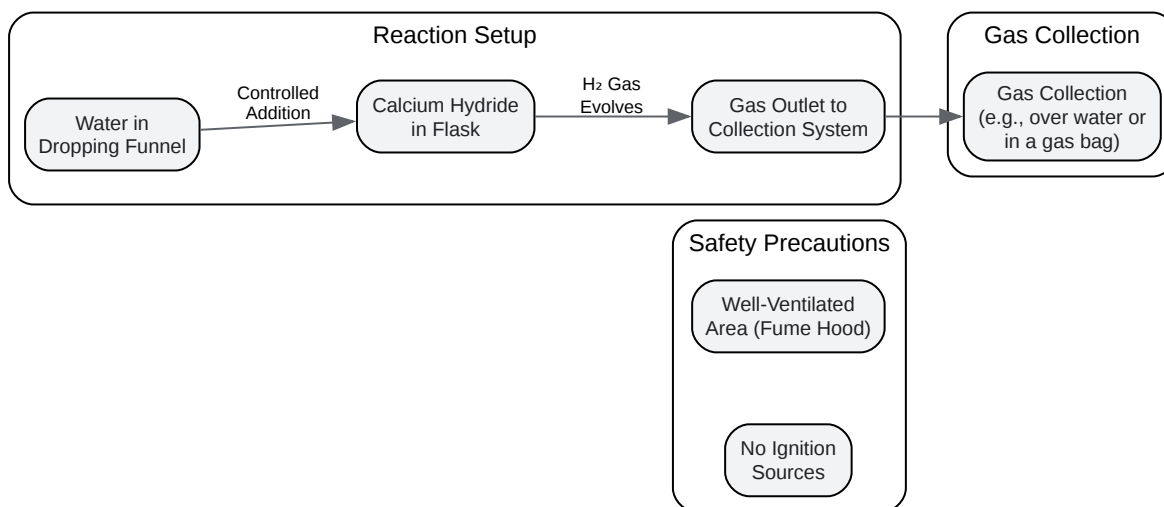 Reaction Setup
Water in
Dropping Funnel
Controlled
Addition
Calcium Hydride
in Flask
H₂ Gas
Evolves
Gas Outlet to
Collection System
Gas Collection
Gas Collection
(e.g., over water or
in a gas bag)
Safety Precautions
Well-Ventilated
Area (Fume Hood)
No Ignition
Sources